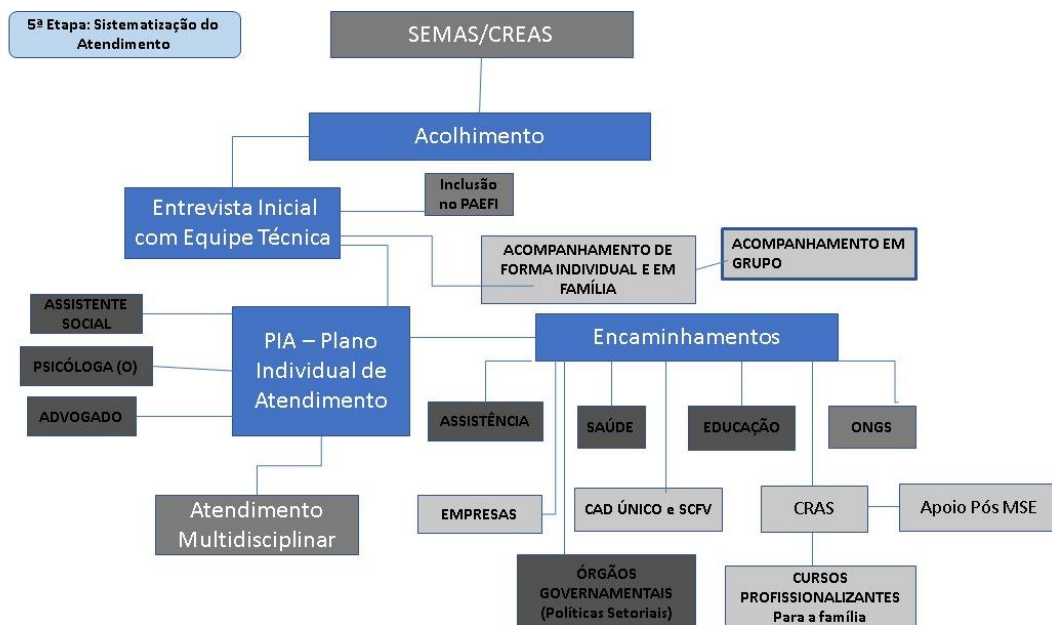 5ª Etapa: Sistematização do
Atendimento
SEMAS/CREAS
Acolhimento
Inclusão
no PAEFI
Entrevista Inicial
com Equipe Técnica
ACOMPANHAMENTO DE
FORMA INDIVIDUAL E EM
FAMÍLIA
ACOMPANHAMENTO EM
GRUPO
ASSISTENTE
SOCIAL
PSICÓLOGA (O)
ADVOGADO
PIA – Plano
Individual de
Atendimento
Encaminhamentos
ASSISTÊNCIA
SAÚDE
EDUCAÇÃO
ONGS
Atendimento
Multidisciplinar
EMPRESAS
CAD ÚNICO e SCFV
CRAS
Apoio Pós MSE
ÓRGÃOS
GOVERNAMENTAIS
(Políticas Setoriais)
CURSOS
PROFISSIONALIZANTES
Para a família